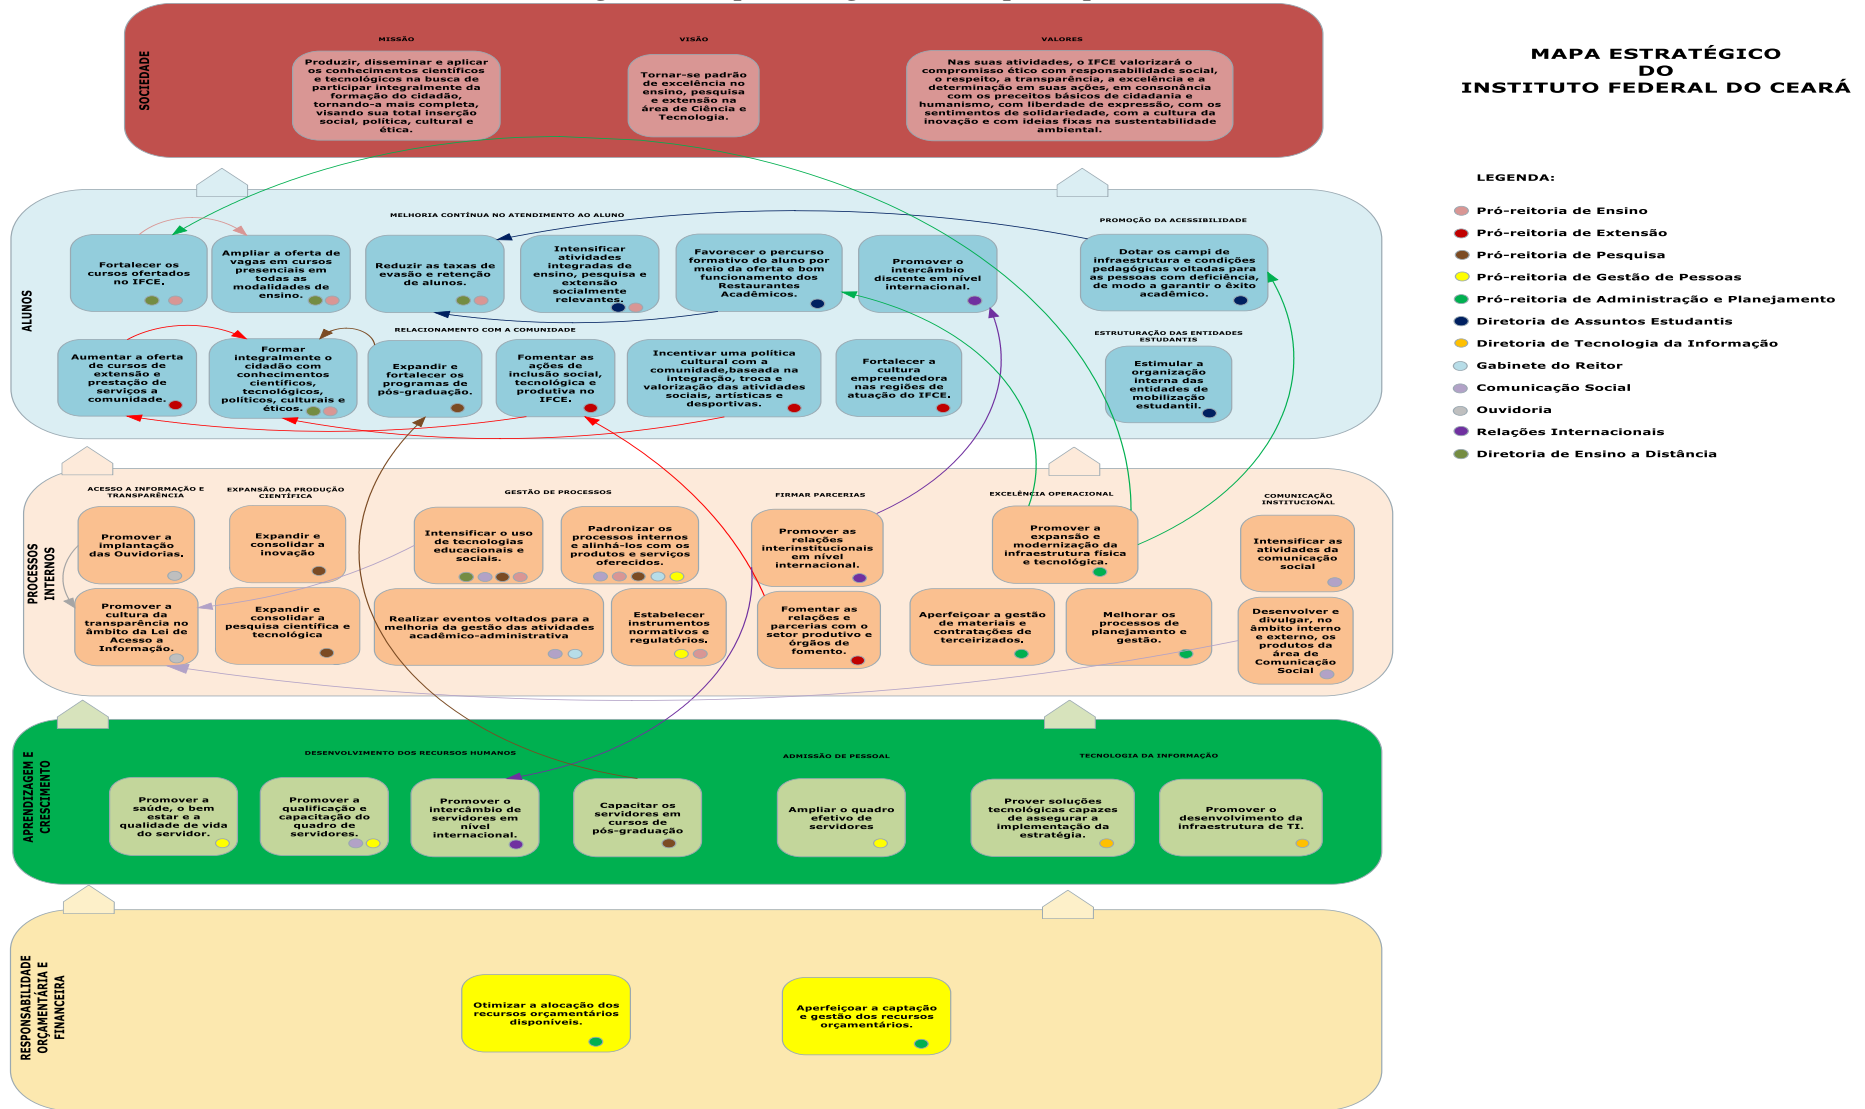 MAPA ESTRATÉGICO
DO
INSTITUTO FEDERAL DO CEARÁ
SOCIEDADE
MISSÃO
Produzir, disseminar e aplicar
os conhecimentos científicos
e tecnológicos na busca de
participar integralmente da
formação do cidadão,
tornando-a mais completa,
visando sua total inserção
social, política, cultural e
ética.
VISÃO
Tornar-se padrão
de excelência no
ensino, pesquisa
e extensão na
área de Ciência e
Tecnologia.
VALORES
Nas suas atividades, o IFCE valorizará o
compromisso ético com responsabilidade social,
o respeito, a transparência, a excelência e a
determinação em suas ações, em consonância
com os preceitos básicos de cidadania e
humanismo, com liberdade de expressão, com os
sentimentos de solidariedade, com a cultura da
inovação e com ideias fixas na sustentabilidade
ambiental.
LEGENDA:
Pró-reitoria de Ensino
Pró-reitoria de Extensão
Pró-reitoria de Pesquisa
Pró-reitoria de Gestão de Pessoas
Pró-reitoria de Administração e Planejamento
Diretoria de Assuntos Estudantis
Diretoria de Tecnologia da Informação
Gabinete do Reitor
Comunicação Social
Ouvidoria
Relações Internacionais
Diretoria de Ensino a Distância
ALUNOS
MELHORIA CONTÍNUA NO ATENDIMENTO AO ALUNO
PROMOÇÃO DA ACESSIBILIDADE
Fortalecer os
cursos ofertados
no IFCE.
Ampliar a oferta de
vagas em cursos
presenciais em
todas as
modalidades de
ensino.
Reduzir as taxas de
evasão e retenção
de alunos.
Intensificar
atividades
integradas de
ensino, pesquisa e
extensão
socialmente
relevantes.
Favorecer o percurso
formativo do aluno por
meio da oferta e bom
funcionamento dos
Restaurantes
Acadêmicos.
Promover o
intercâmbio
discente em nível
internacional.
Dotar os campi de
infraestrutura e condições
pedagógicas voltadas para
as pessoas com deficiência,
de modo a garantir o êxito
acadêmico.
RELACIONAMENTO COM A COMUNIDADE
ESTRUTURAÇÃO DAS ENTIDADES
ESTUDANTIS
Aumentar a oferta
de cursos de
extensão e
prestação de
serviços a
comunidade.
Formar
integralmente o
cidadão com
conhecimentos
científicos,
tecnológicos,
políticos, culturais e
éticos.
Expandir e
fortalecer os
programas de
pós-graduação.
Fomentar as
ações de
inclusão social,
tecnológica e
produtiva no
IFCE.
Incentivar uma política
cultural com a
comunidade,baseada na
integração, troca e
valorização das atividades
sociais, artísticas e
desportivas.
Fortalecer a
cultura
empreendedora
nas regiões de
atuação do IFCE.
Estimular a
organização
interna das
entidades de
mobilização
estudantil.
PROCESSOS
INTERNOS
ACESSO A INFORMAÇÃO E
TRANSPARÊNCIA
EXPANSÃO DA PRODUÇÃO
CIENTÍFICA
GESTÃO DE PROCESSOS
FIRMAR PARCERIAS
EXCELÊNCIA OPERACIONAL
COMUNICAÇÃO
INSTITUCIONAL
Promover a
implantação
das Ouvidorias.
Expandir e
consolidar a
inovação
Intensificar o uso
de tecnologias
educacionais e
sociais.
Padronizar os
processos internos
e alinhá-los com os
produtos e serviços
oferecidos.
Promover as
relações
interinstitucionais
em nível
internacional.
Promover a
expansão e
modernização da
infraestrutura física
e tecnológica.
Intensificar as
atividades da
comunicação
social
Promover a
cultura da
transparência no
âmbito da Lei de
Acesso a
Informação.
Expandir e
consolidar a
pesquisa científica e
tecnológica
Realizar eventos voltados para a
melhoria da gestão das atividades
acadêmico-administrativa
Estabelecer
instrumentos
normativos e
regulatórios.
Fomentar as
relações e
parcerias com o
setor produtivo e
órgãos de
fomento.
Aperfeiçoar a gestão
de materiais e
contratações de
terceirizados.
Melhorar os
processos de
planejamento e
gestão.
Desenvolver e
divulgar, no
âmbito interno
e externo, os
produtos da
área de
Comunicação
Social
APRENDIZAGEM E
CRESCIMENTO
DESENVOLVIMENTO DOS RECURSOS HUMANOS
ADMISSÃO DE PESSOAL
TECNOLOGIA DA INFORMAÇÃO
Promover a
saúde, o bem
estar e a
qualidade de vida
do servidor.
Promover a
qualificação e
capacitação do
quadro de
servidores.
Promover o
intercâmbio de
servidores em
nível
internacional.
Capacitar os
servidores em
cursos de
pós-graduação
Ampliar o quadro
efetivo de
servidores
Prover soluções
tecnológicas capazes
de assegurar a
implementação da
estratégia.
Promover o
desenvolvimento da
infraestrutura de TI.
RESPONSABILIDADE
ORÇAMENTÁRIA E
FINANCEIRA
Otimizar a alocação dos
recursos orçamentários
disponíveis.
Aperfeiçoar a captação
e gestão dos recursos
orçamentários.